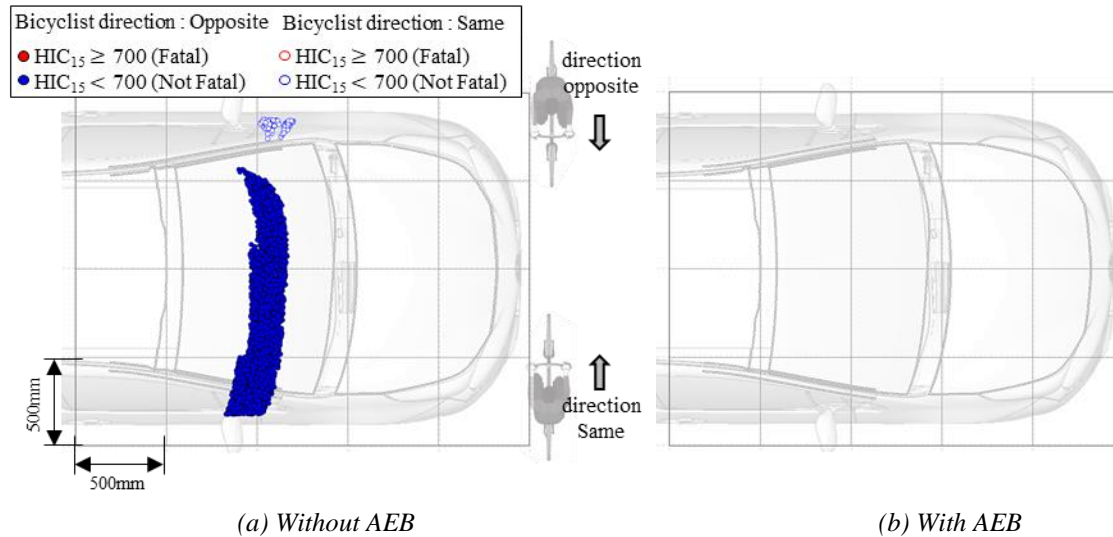 Bicyclist direction : Opposite Bicyclist direction : Same
HIC15 ≥ 700 (Fatal) HIC15 ≥ 700 (Fatal)
HIC15 < 700 (Not Fatal) HIC15 < 700 (Not Fatal)
direction
opposite
direction
Same
500mm
500mm
(a) Without AEB (b) With AEB